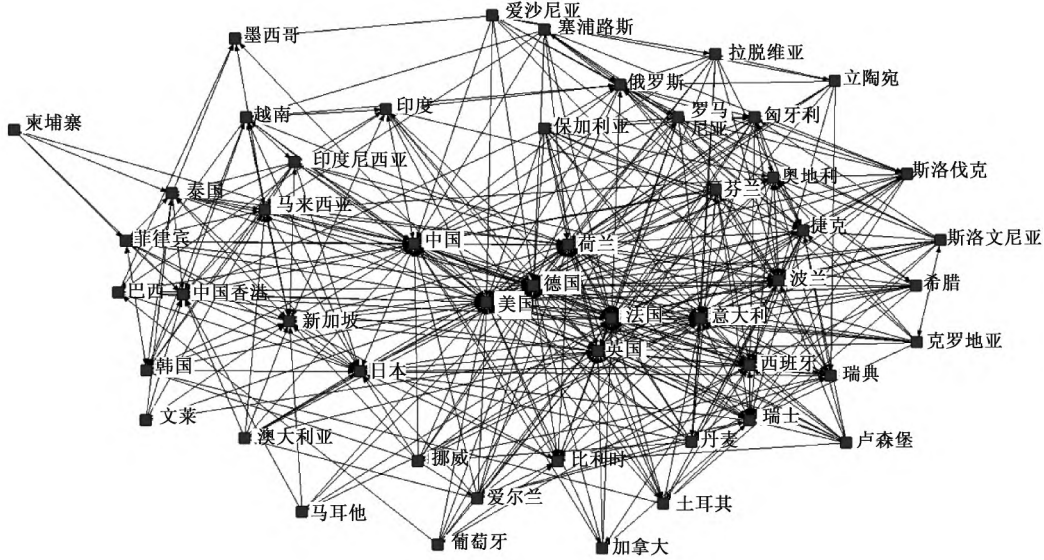 爱沙尼亚
塞浦路斯
墨西哥
拉脱维亚
俄罗斯
立陶宛
越南
印度
罗马
尼亚
匈牙利
保加利亚
柬埔寨
印度尼西亚
奥地利
斯洛伐克
泰国
芬兰
马来西亚
捷克
菲律宾
中国
荷兰
斯洛文尼亚
巴西
中国香港
德国
波兰
希腊
美国
新加坡
法国
意大利
克罗地亚
英国
韩国
日本
西班牙
瑞典
文莱
瑞士
澳大利亚
丹麦
卢森堡
挪威
比利时
爱尔兰
土耳其
马耳他
葡萄牙
加拿大